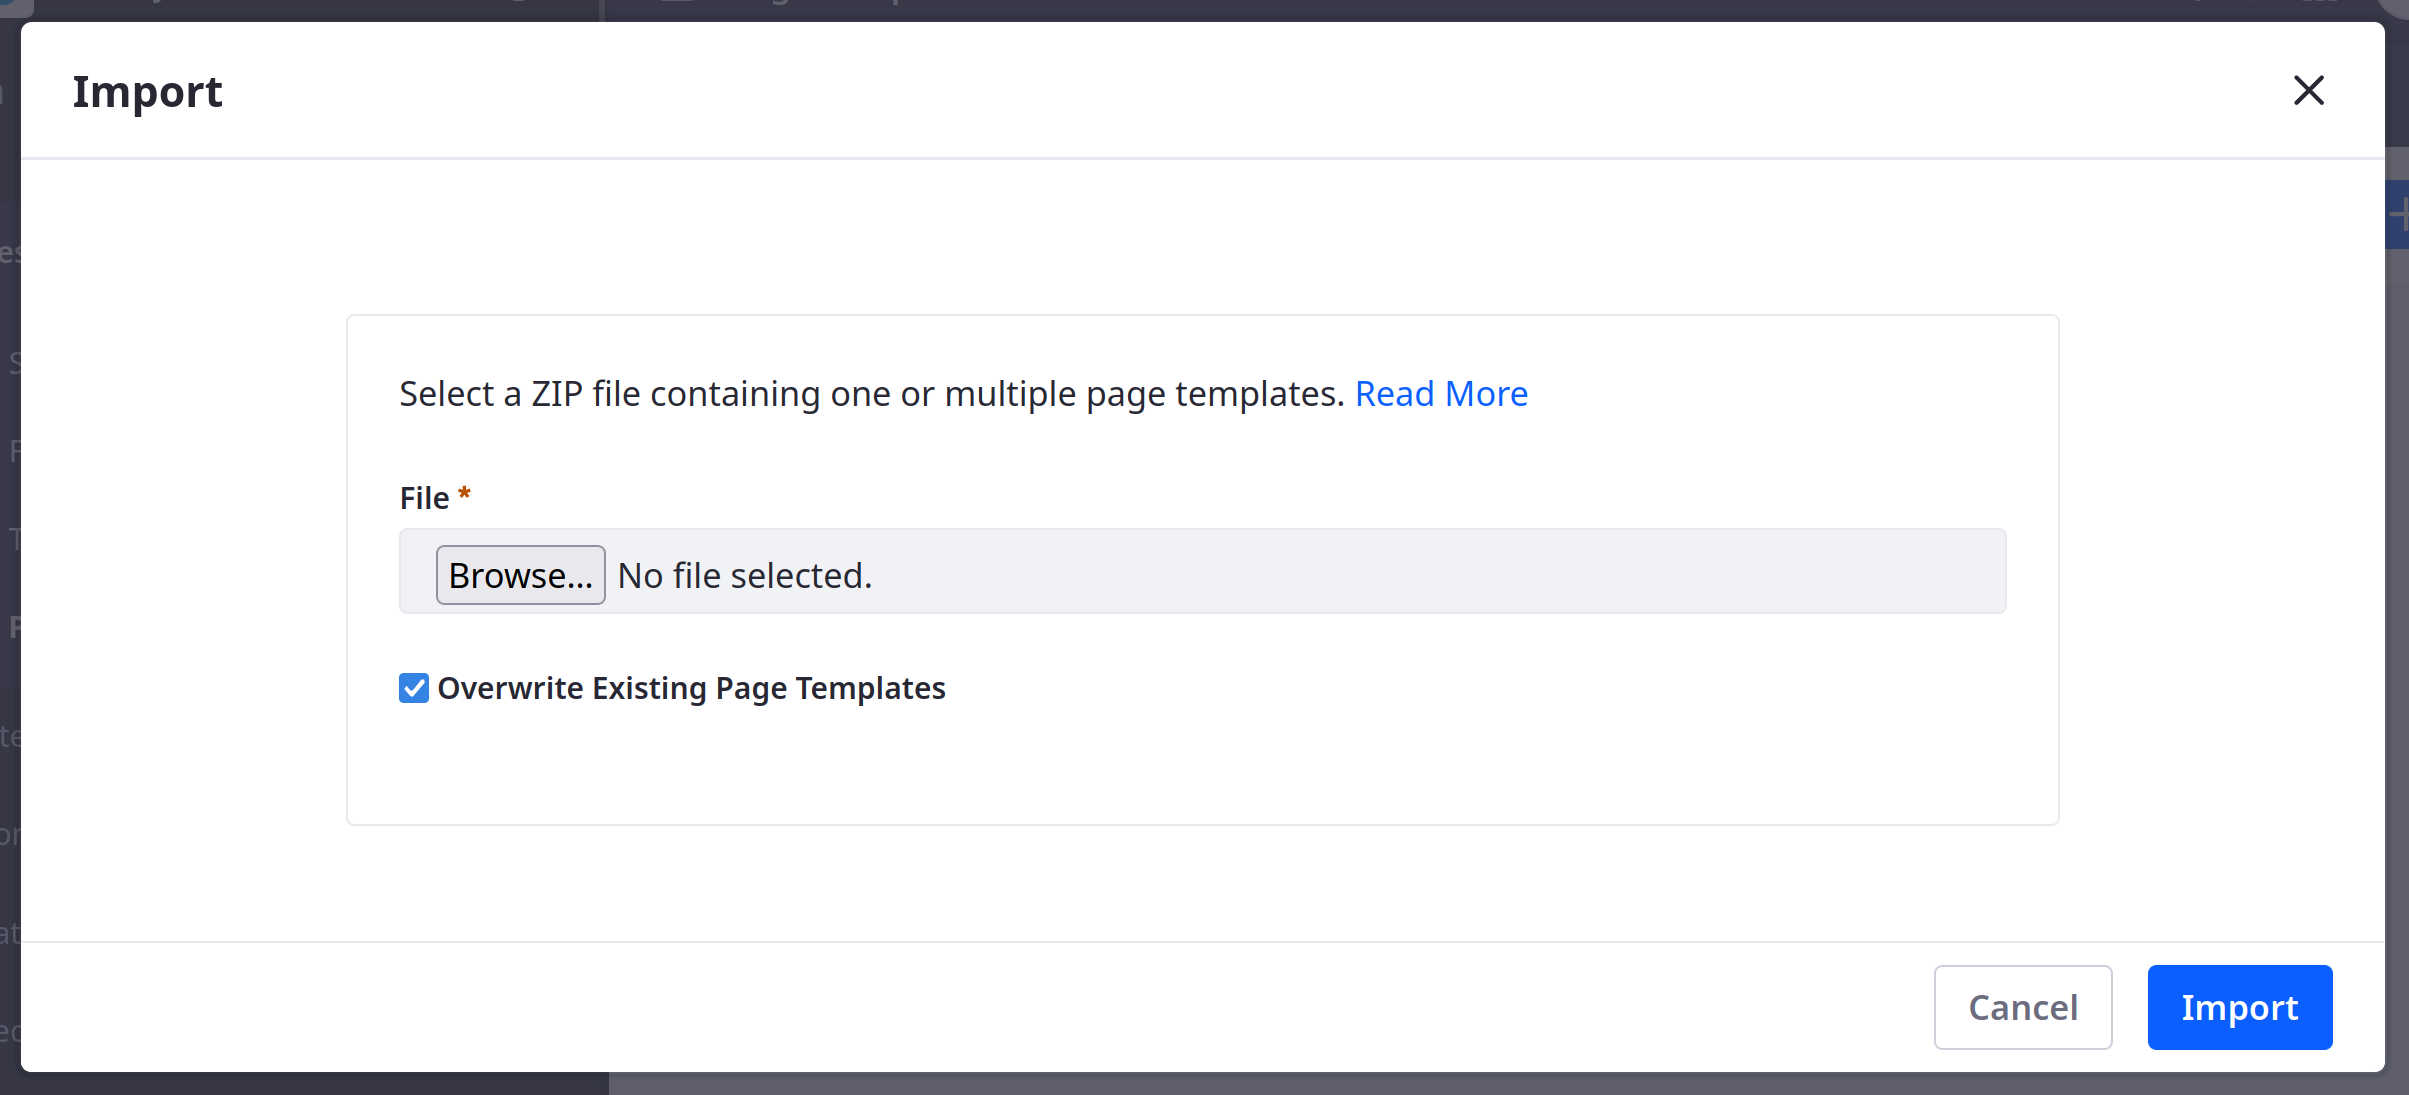 Import
Select a ZIP file containing one or multiple page templates. Read More
File *
Browse... No file selected.
Overwrite Existing Page Templates
Cancel Import